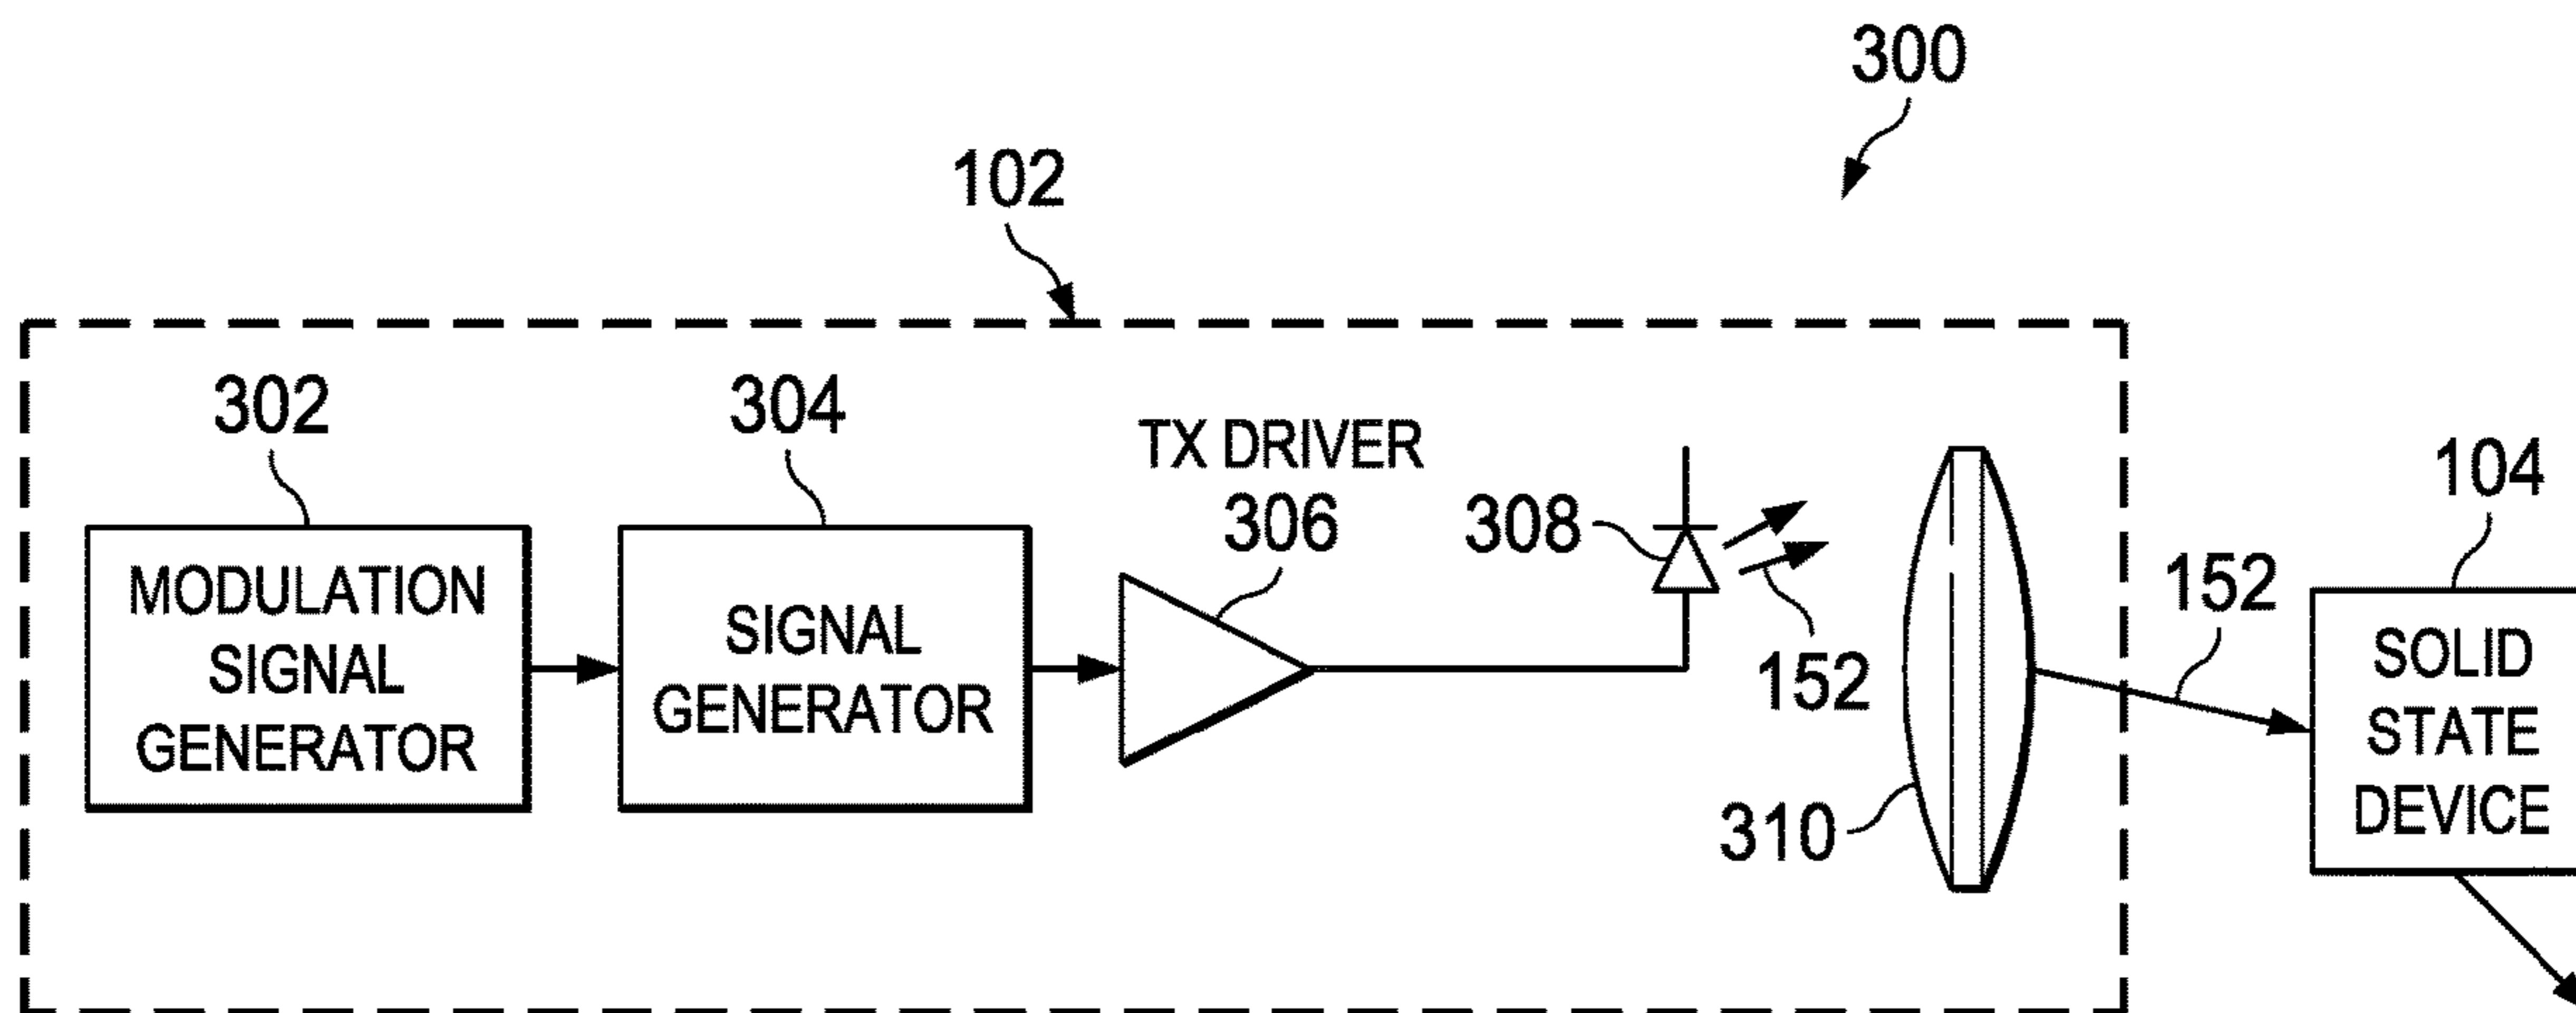 300
102
302
304
TX DRIVER
306
308
152
310
104
152
MODULATION
SIGNAL
GENERATOR
SIGNAL
GENERATOR
SOLID
STATE
DEVICE